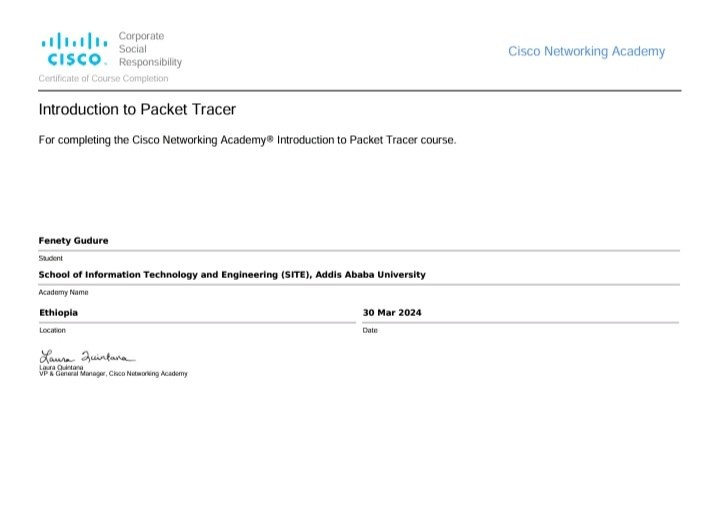 Corporate
Social
Responsibility
CISCO.
Cisco Networking Academy
Certificate of Course Completion
Introduction to Packet Tracer
For completing the Cisco Networking Academy® Introduction to Packet Tracer course.
Fenety Gudure
Student
School of Information Technology and Engineering (SITE), Addis Ababa University
Academy Name
Ethiopia
Location
30 Mar 2024
Date
Laura Quintana
Laura Quintana
VP & General Manager, Cisco Networking Academy